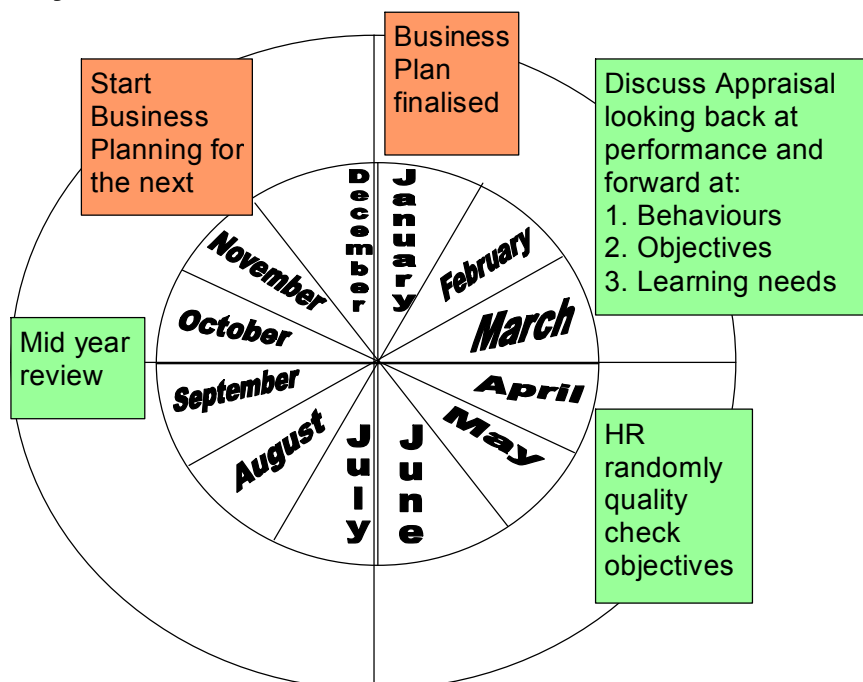 Business
Plan
finalised
Start
Business
Planning for
the next
Discuss Appraisal
looking back at
performance and
forward at:
1. Behaviours
2. Objectives
3. Learning needs
December
January
November
February
October
March
Mid year
review
September
April
August
May
July
June
HR
randomly
quality
check
objectives